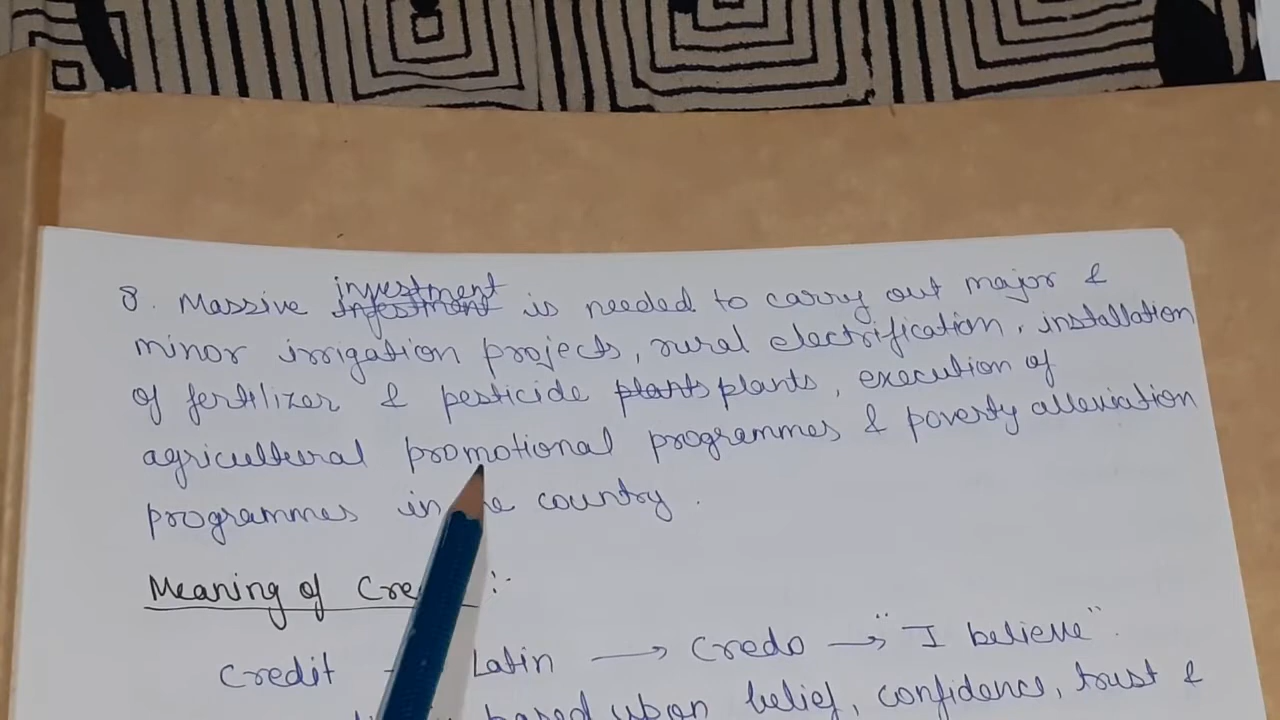 8. Massive investment is needed to carry out major &
minor irrigation projects, rural electrification, installation
of fertilizer & pesticide plants plants, execution of
agricultural promotional programmes & poverty alleviation
programmes in country.
Meaning of :-
Credit Latin → Credo → "I believe".
based upon belief, confidence, trust &